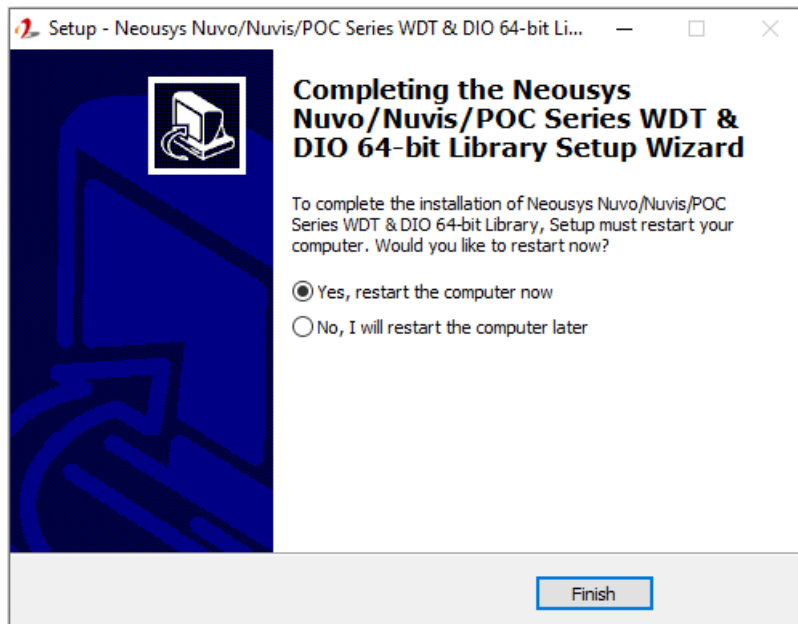 Setup - Neousys Nuvo/Nuvis/POC Series WDT & DIO 64-bit Li...
Completing the Neousys
Nuvo/Nuvis/POC Series WDT &
DIO 64-bit Library Setup Wizard
To complete the installation of Neousys Nuvo/Nuvis/POC
Series WDT & DIO 64-bit Library, Setup must restart your
computer. Would you like to restart now?
Yes, restart the computer now
No, I will restart the computer later
Finish